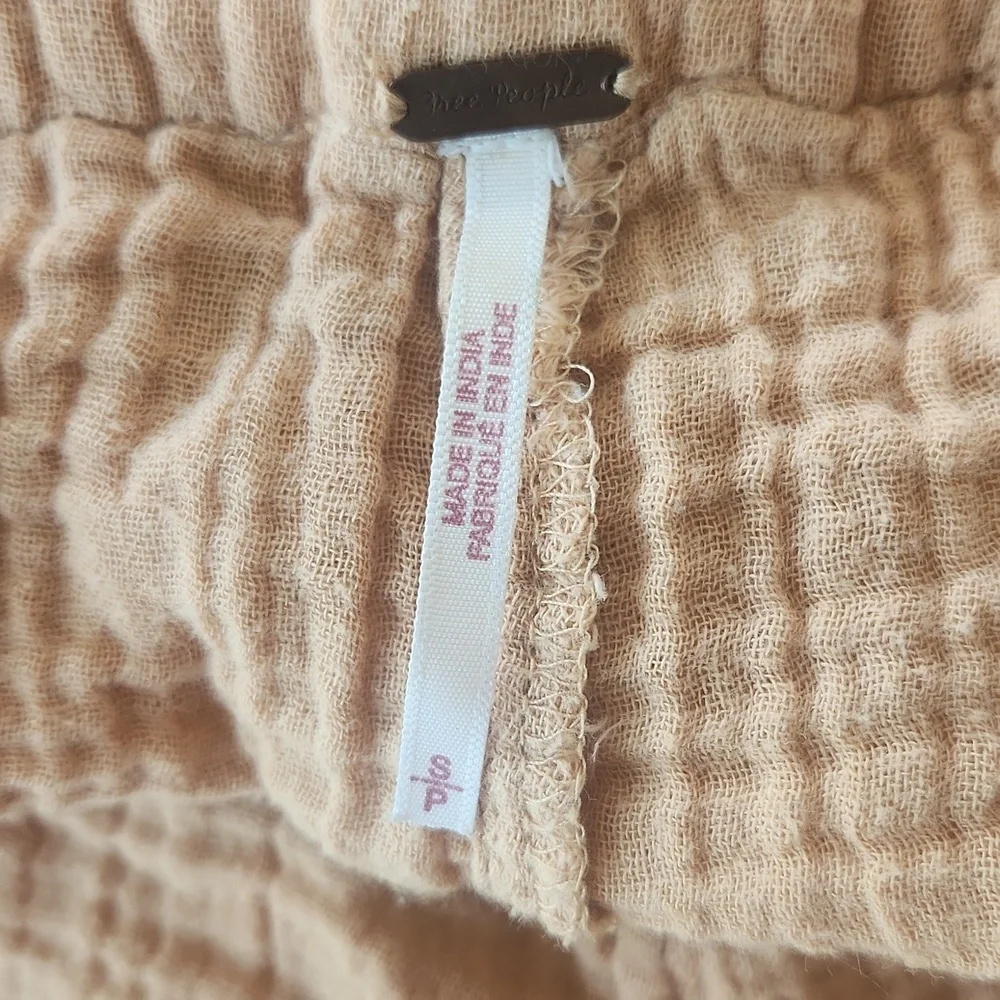 Free People
MADE IN INDIA
FABRIQUÉ EN INDE
S/P